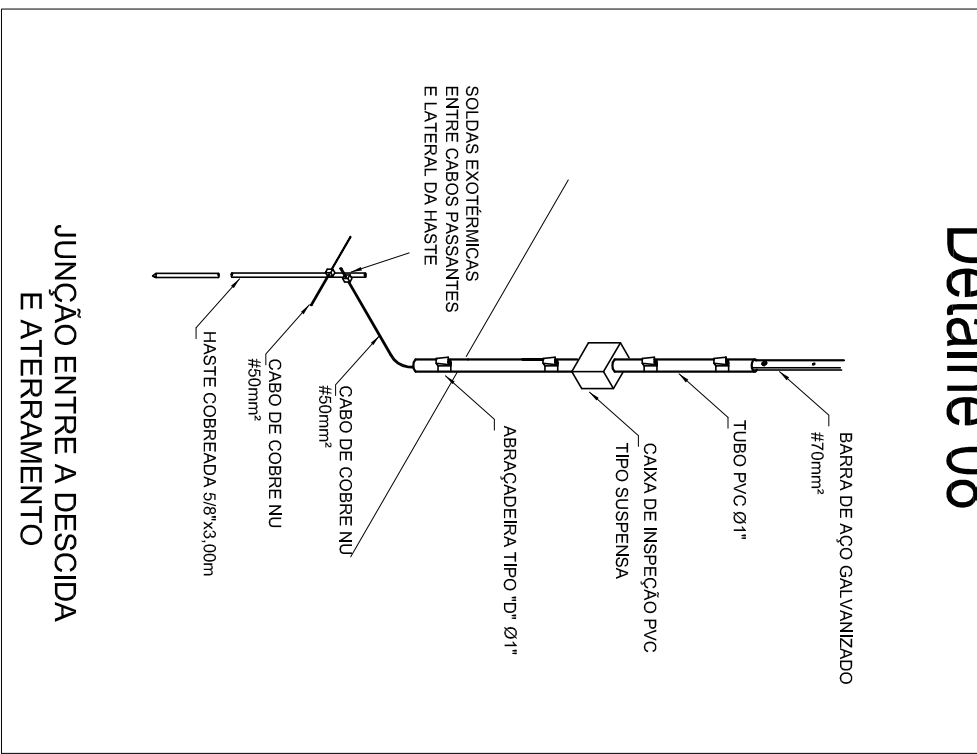 Detalhe 08
BARRA DE AÇO GALVANIZADO
#70mm²
TUBO PVC Ø1"
CAIXA DE INSPEÇÃO PVC
TIPO SUSPENSA
ABRAÇADEIRA TIPO "D" Ø1"
SOLDAS EXOTÉRMICAS
ENTRE CABOS PASSANTES
E LATERAL DA HASTE
CABO DE COBRE NU
#50mm²
CABO DE COBRE NU
#50mm²
HASTE COBREADA 5/8"x3,00m
JUNÇÃO ENTRE A DESCIDA
E ATERRAMENTO